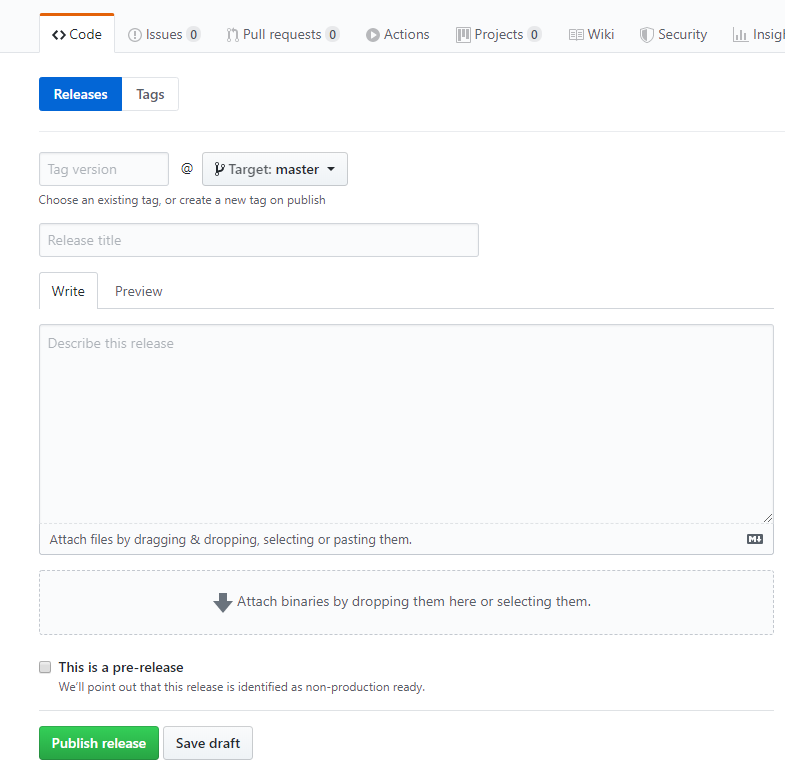 Code Issues 0 Pull requests 0 Actions Projects 0 Wiki Security Insigh
Releases Tags
Tag version @ Target: master
Choose an existing tag, or create a new tag on publish
Release title
Write Preview
Describe this release
Attach files by dragging & dropping, selecting or pasting them. M
Attach binaries by dropping them here or selecting them.
This is a pre-release
We'll point out that this release is identified as non-production ready.
Publish release Save draft